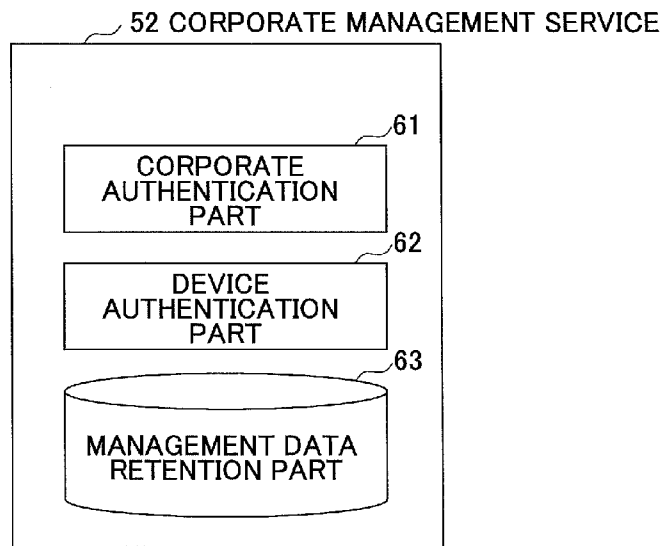 52 CORPORATE MANAGEMENT SERVICE
61
CORPORATE
AUTHENTICATION
PART
62
DEVICE
AUTHENTICATION
PART
63
MANAGEMENT DATA
RETENTION PART